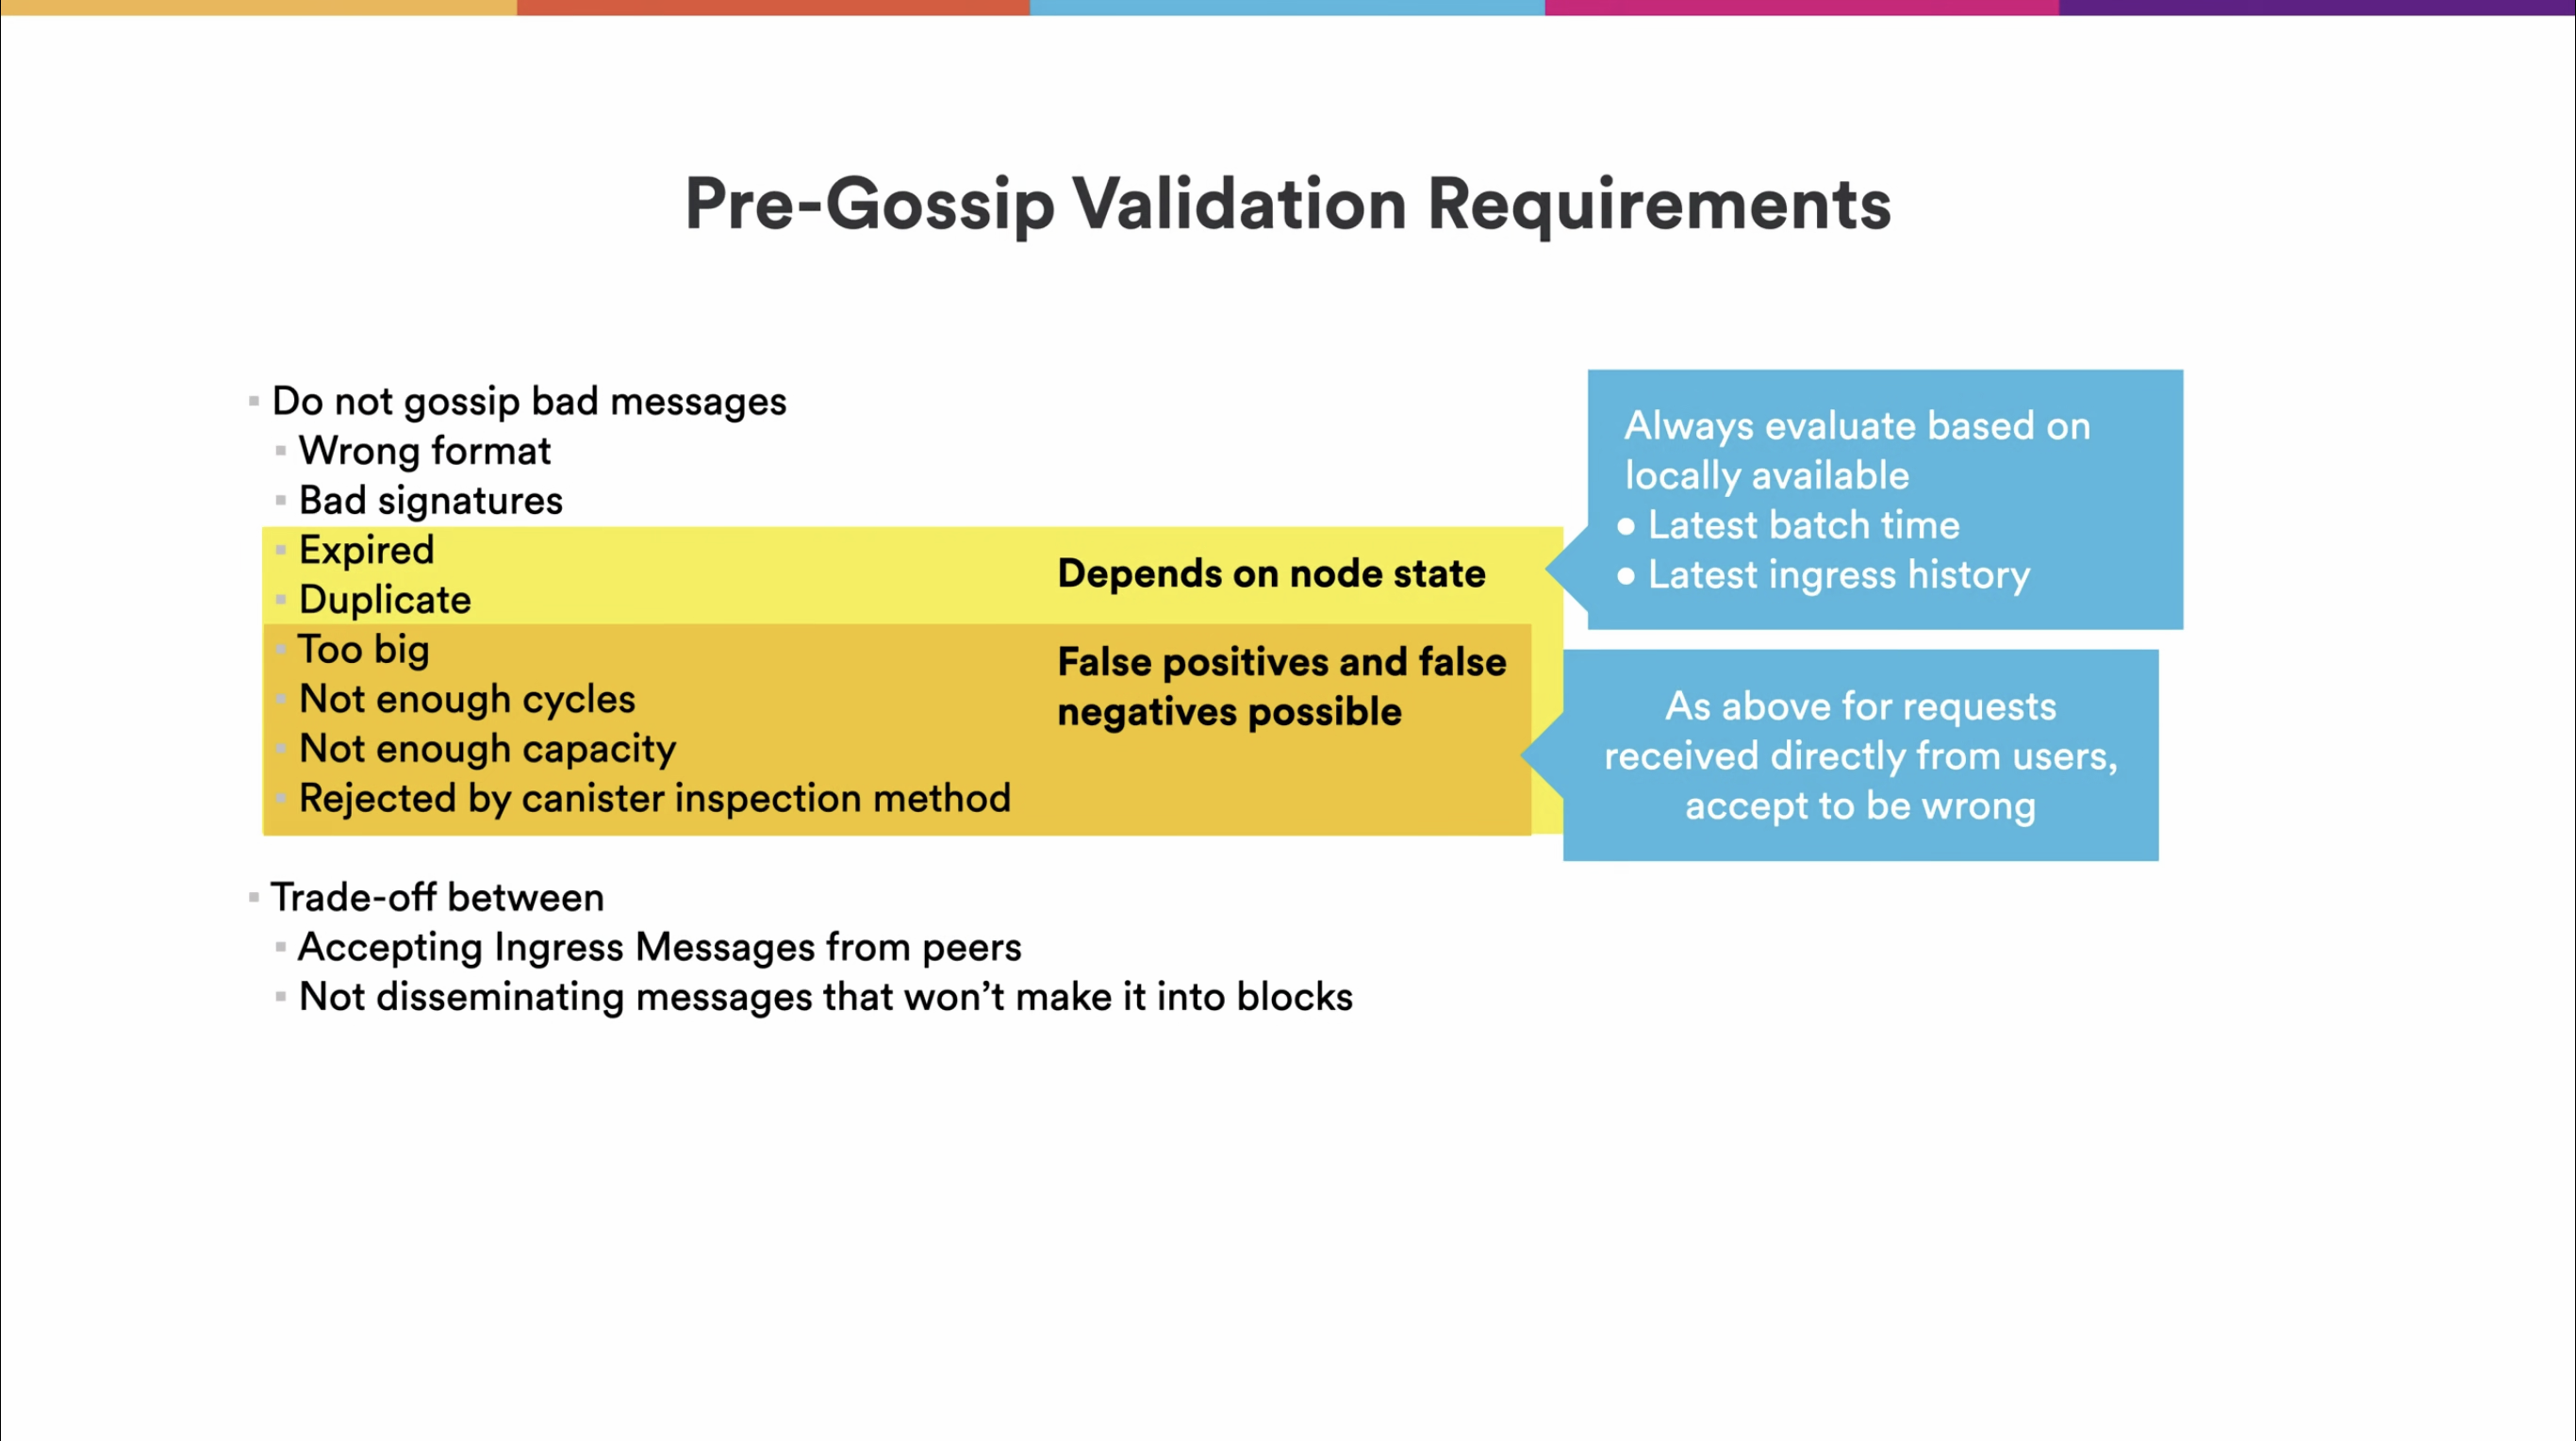 Pre-Gossip Validation Requirements
Do not gossip bad messages
Wrong format
Bad signatures
Expired
Duplicate
Too big
Not enough cycles
Not enough capacity
Rejected by canister inspection method
Depends on node state
False positives and false
negatives possible
Always evaluate based on
locally available
● Latest batch time
● Latest ingress history
As above for requests
received directly from users,
accept to be wrong
Trade-off between
Accepting Ingress Messages from peers
Not disseminating messages that won’t make it into blocks